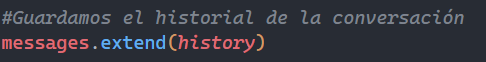 #Guardamos el historial de la conversación
messages.extend(history)